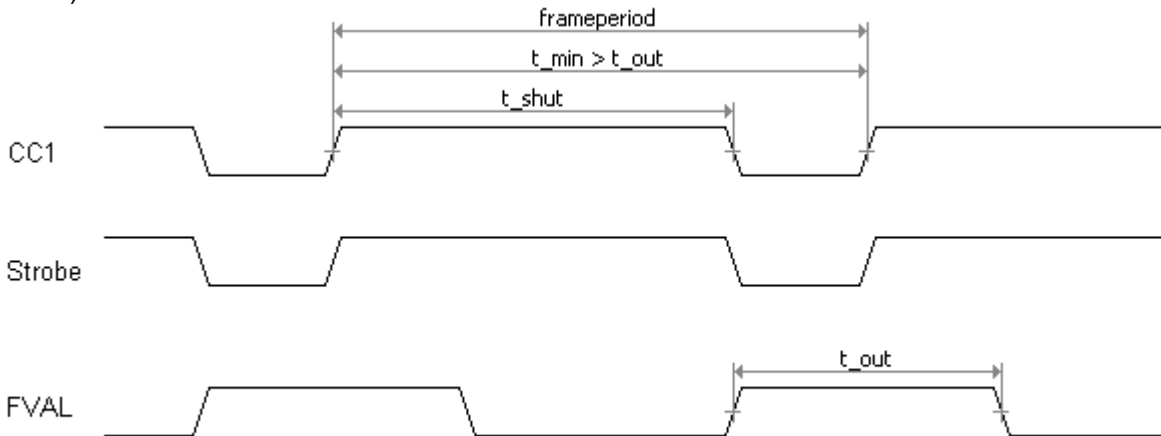 frameperiod
t_min > t_out
t_shut
CC1
Strobe
t_out
FVAL